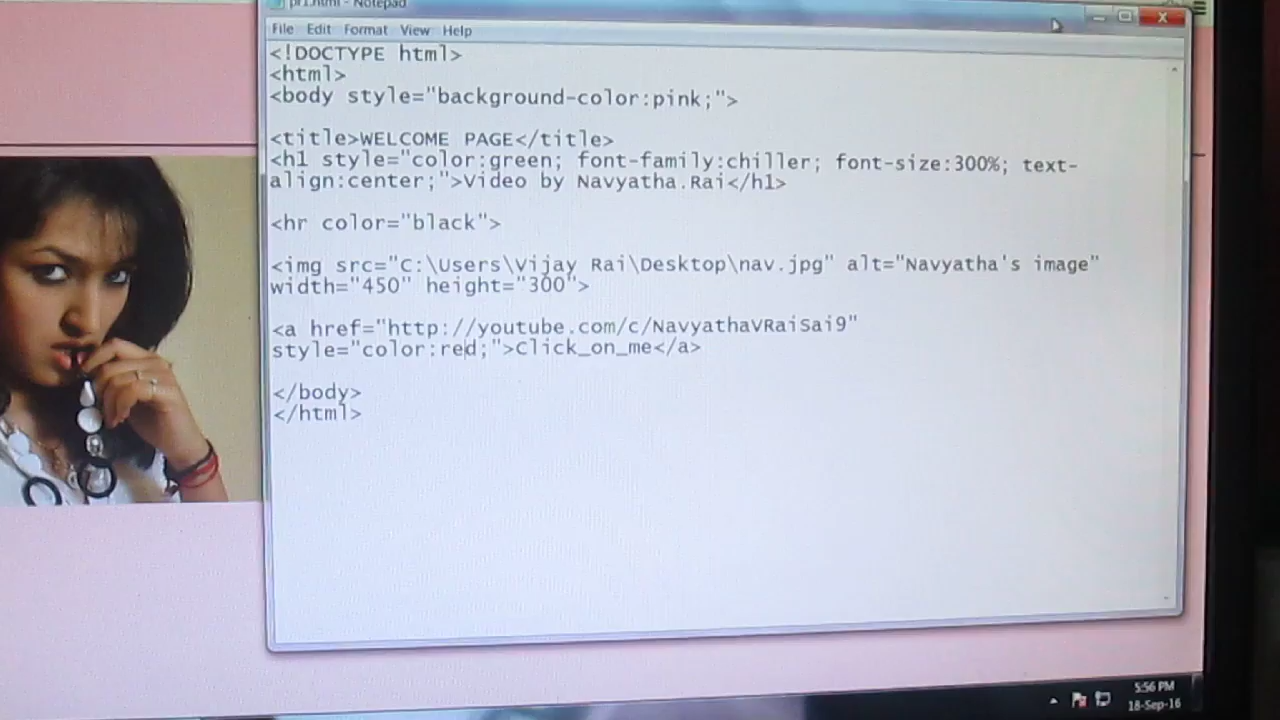 pr1.html - Notepad
File Edit Format View Help
<!DOCTYPE html>
<html>
<body style="background-color:pink;">
<title>WELCOME PAGE</title>
<h1 style="color:green; font-family:chiller; font-size:300%; text-
align:center;">Video by Navyatha.Rai</h1>
<hr color="black">
<img src="C:\Users\Vijay Rai\Desktop\nav.jpg" alt="Navyatha's image"
width="450" height="300">
<a href="http://youtube.com/c/NavyathaVRaiSai9"
style="color:red;">Click_on_me</a>
</body>
</html>
5:56 PM
18-Sep-16